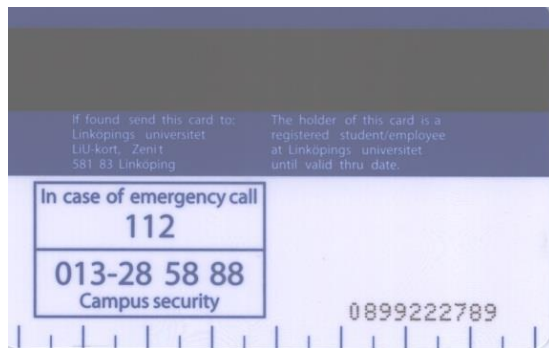 If found send this card to:
Linköpings universitet
LiU-kort, Zenit
581 83 Linköping
The holder of this card is a
registered student/employee
at Linköpings universitet
until valid thru date.
In case of emergency call
112
013-28 58 88
Campus security
0899222789